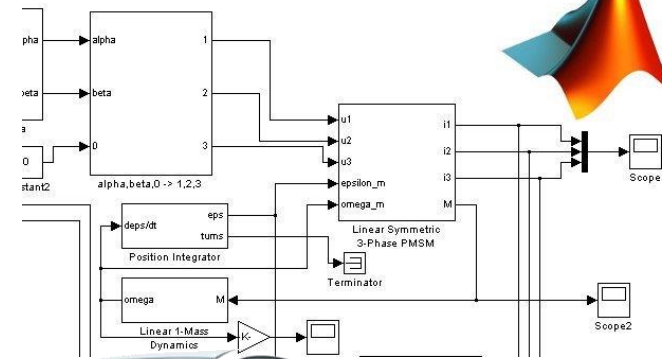 pha
alpha
1
beta
beta
2
0
0
3
stant2
alpha,beta,0 -> 1,2,3
u1
u2
u3
epsilon_m
omega_m
i1
i2
i3
M
Linear Symmetric
3-Phase PMSM
Scope
deps/dt
eps
turns
Position Integrator
Terminator
omega
M
Linear 1-Mass
Dynamics
K-
Scope2